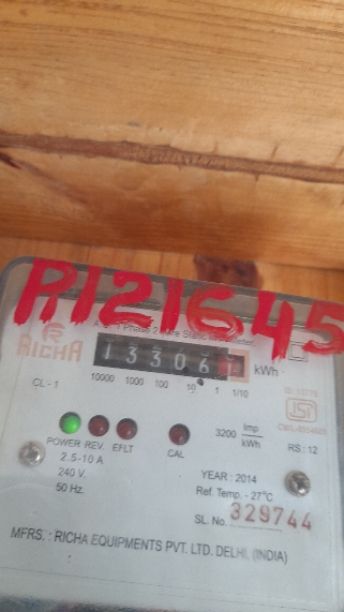 R121645
RICHA
13306 kWh
10000 1000 100 10 1 1/10
CL - 1
ISI
3200 Imp/kWh
RS : 12
POWER REV. EFLT CAL
2.5-10 A
240 V.
50 Hz.
YEARS : 2014
Ref. Temp. - 27°C
SL. No. 329744
MFRS. : RICHA EQUIPMENTS PVT. LTD. DELHI, (INDIA)